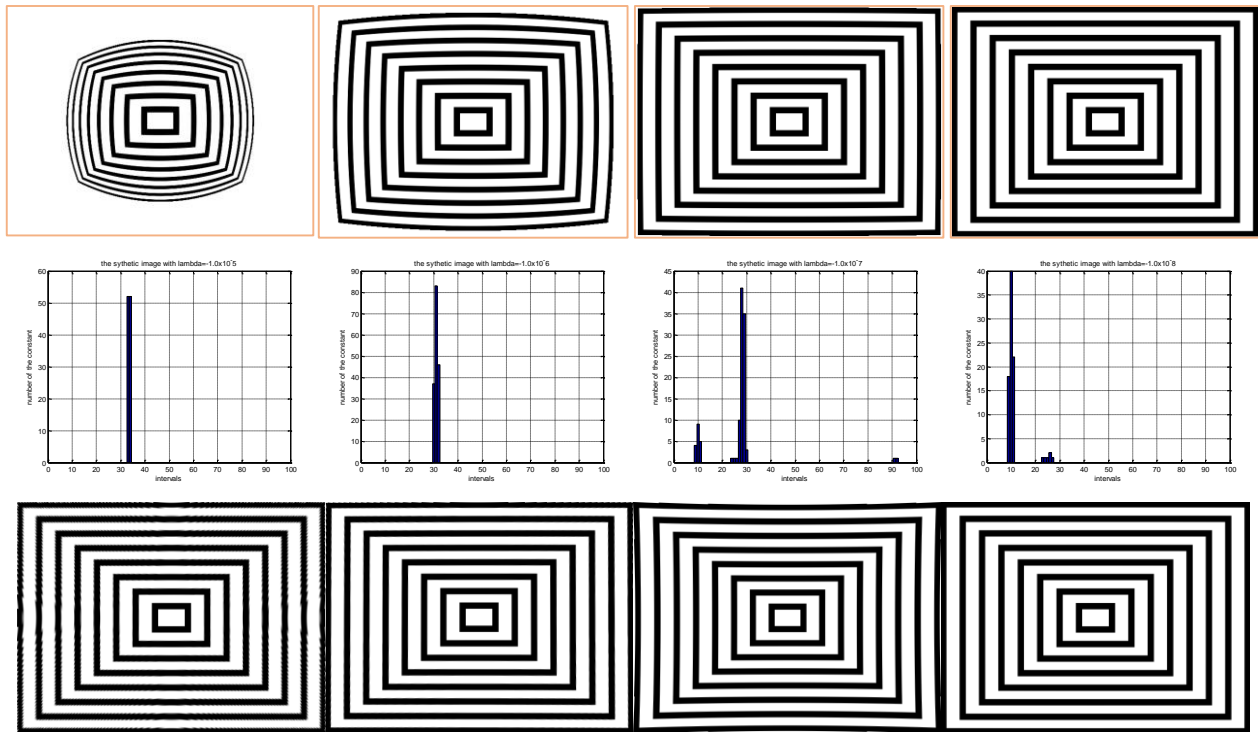 the sythetic image with lambda=-1.0x10^-5
60
50
40
30
20
10
0
number of the constant
0 10 20 30 40 50 60 70 80 90 100
intervals
the sythetic image with lambda=-1.0x10^-6
90
80
70
60
50
40
30
20
10
0
number of the constant
0 10 20 30 40 50 60 70 80 90 100
intervals
the sythetic image with lambda=-1.0x10^-7
45
40
35
30
25
20
15
10
5
0
number of the constant
0 10 20 30 40 50 60 70 80 90 100
intervals
the sythetic image with lambda=-1.0x10^-8
40
35
30
25
20
15
10
5
0
number of the constant
0 10 20 30 40 50 60 70 80 90 100
intervals